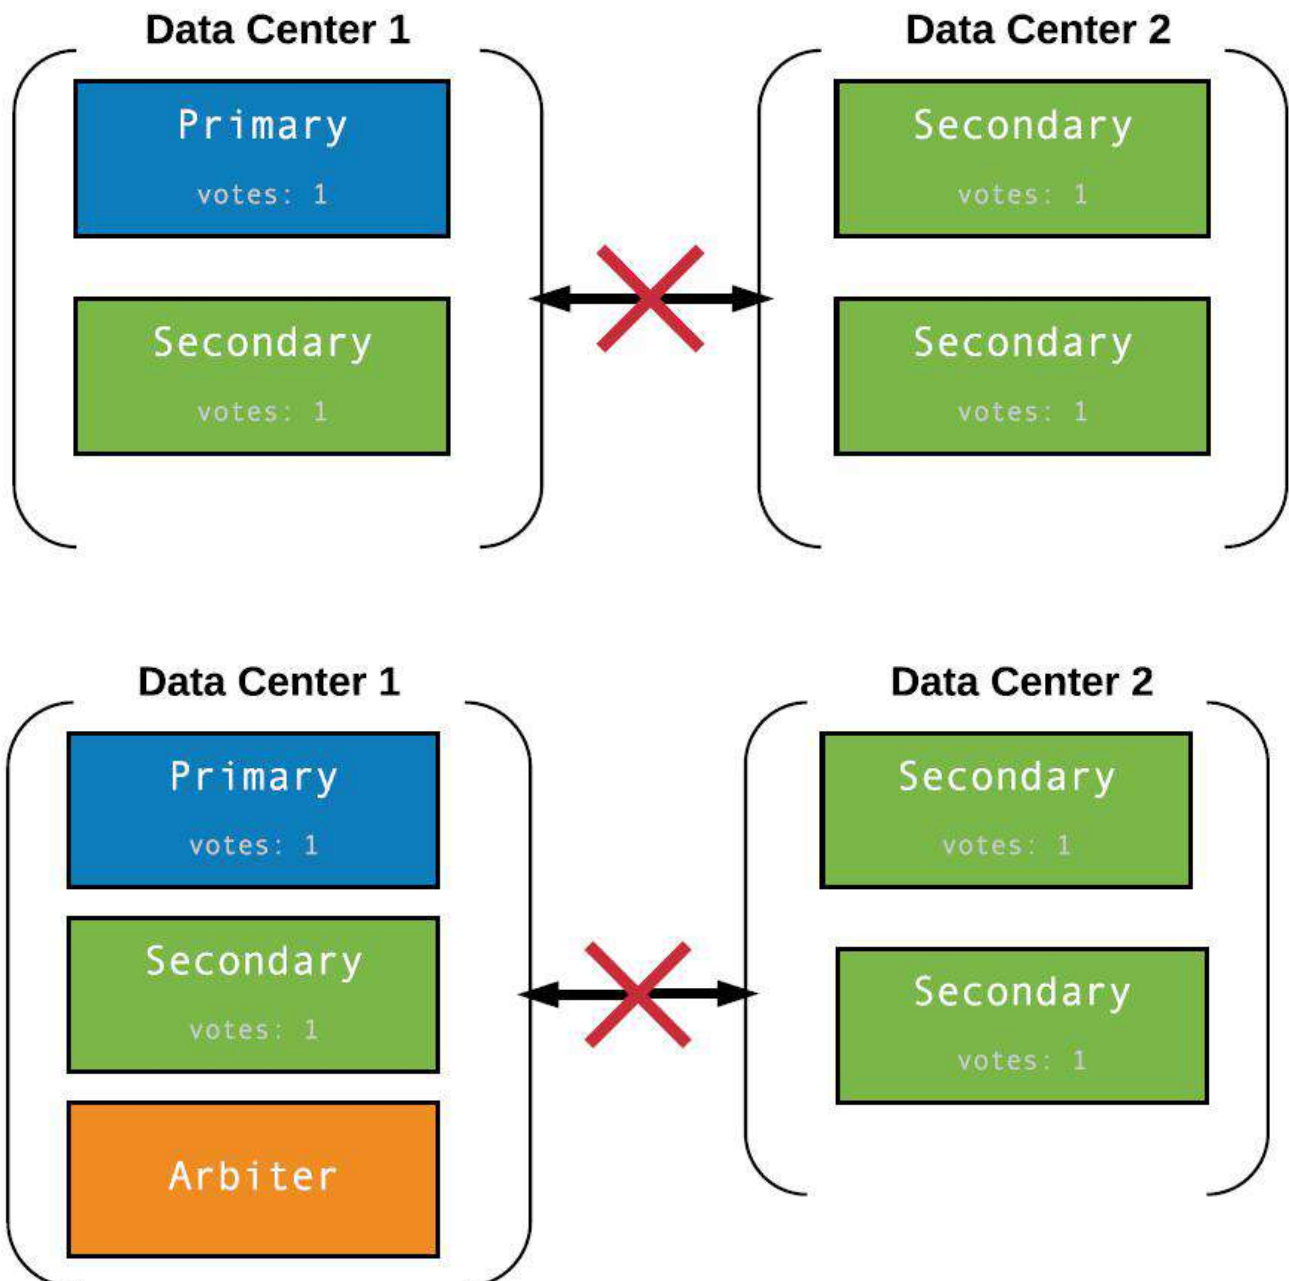 Data Center 1
Data Center 2
Primary
votes: 1
Secondary
votes: 1
Secondary
votes: 1
Secondary
votes: 1
Data Center 1
Data Center 2
Primary
votes: 1
Secondary
votes: 1
Secondary
votes: 1
Secondary
votes: 1
Arbiter